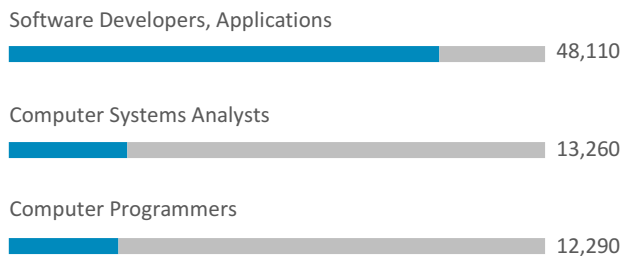 Software Developers, Applications
48,110
Computer Systems Analysts
13,260
Computer Programmers
12,290